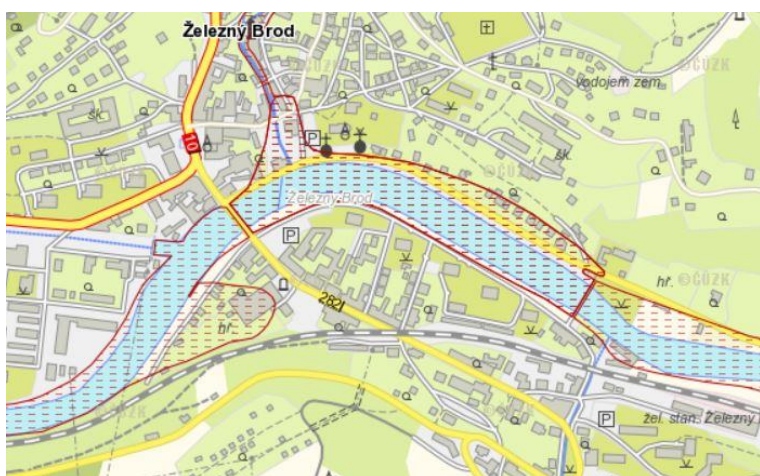 Železný Brod
©ČÚZK
©ČÚZK
vodojem zem.
šk.
10
P
©ČÚZK
šk.
Železný Brod
P
hř.
©ČÚZK
282
hř.
©ČÚZK
P
žel. stan. Železný